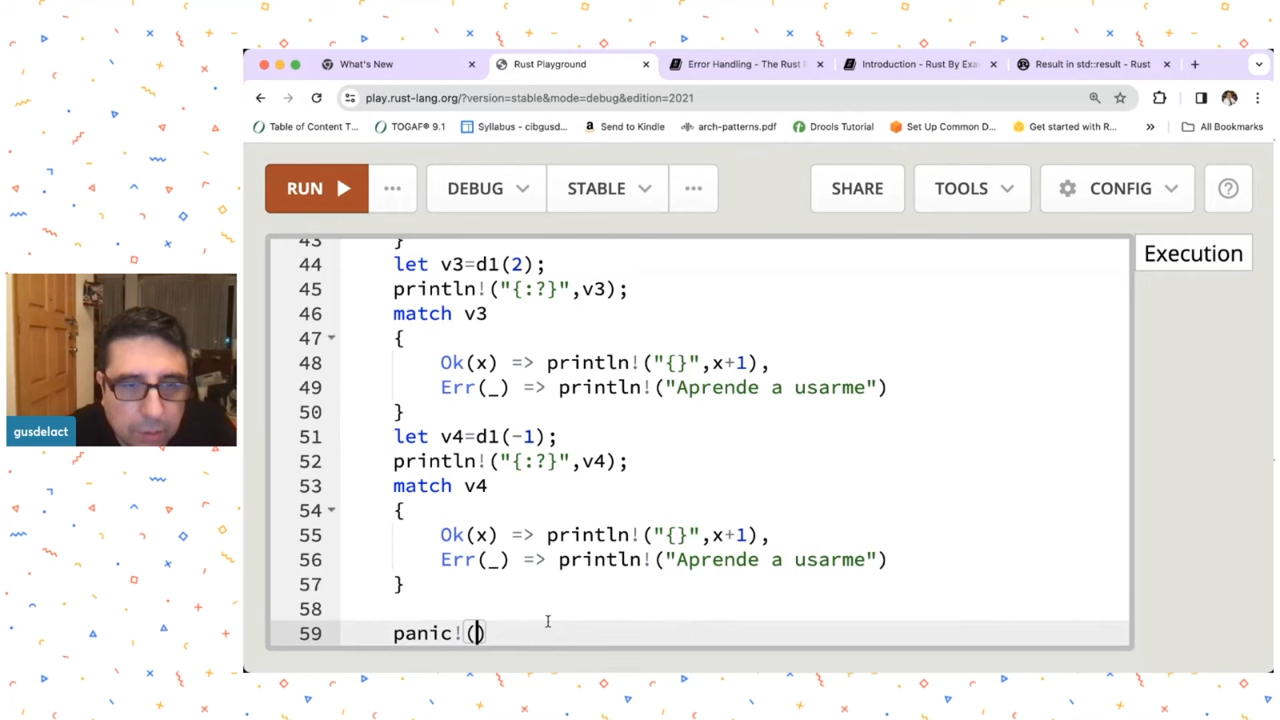 What's New
Rust Playground
Error Handling - The Rust
Introduction - Rust By Exa
Result in std::result - Rust
play.rust-lang.org/?version=stable&mode=debug&edition=2021
Table of Content T...
TOGAF® 9.1
Syllabus - cibgusd...
Send to Kindle
arch-patterns.pdf
Drools Tutorial
Set Up Common D...
Get started with R...
»
All Bookmarks
RUN
...
DEBUG
STABLE
...
SHARE
TOOLS
CONFIG
?
Execution
43 }
44 let v3=d1(2);
45 println!("{:?}",v3);
46 match v3
47 {
48 Ok(x) => println!("{}",x+1),
49 Err(_) => println!("Aprende a usarme")
50 }
51 let v4=d1(-1);
52 println!("{:?}",v4);
53 match v4
54 {
55 Ok(x) => println!("{}",x+1),
56 Err(_) => println!("Aprende a usarme")
57 }
58
59 panic!()
gusdelact